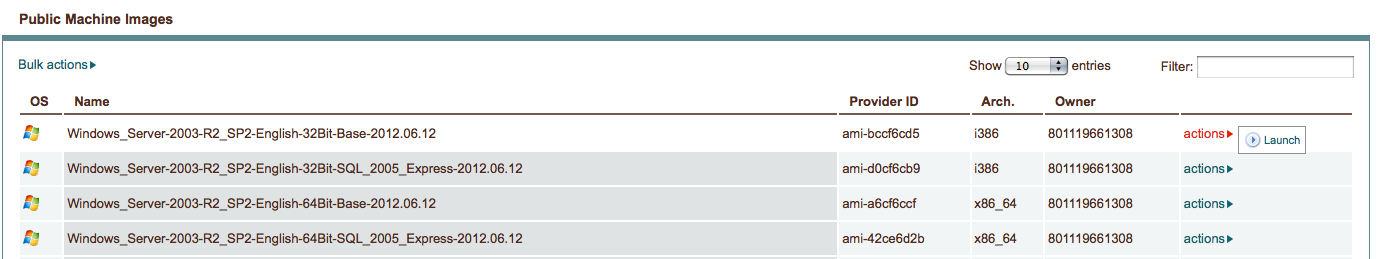 Public Machine Images
Bulk actions Show 10 entries Filter:
OS Name Provider ID Arch. Owner
Windows_Server-2003-R2_SP2-English-32Bit-Base-2012.06.12 ami-bccf6cd5 i386 801119661308 actions Launch
Windows_Server-2003-R2_SP2-English-32Bit-SQL_2005_Express-2012.06.12 ami-d0cf6cb9 i386 801119661308 actions
Windows_Server-2003-R2_SP2-English-64Bit-Base-2012.06.12 ami-a6cf6ccf x86_64 801119661308 actions
Windows_Server-2003-R2_SP2-English-64Bit-SQL_2005_Express-2012.06.12 ami-42ce6d2b x86_64 801119661308 actions